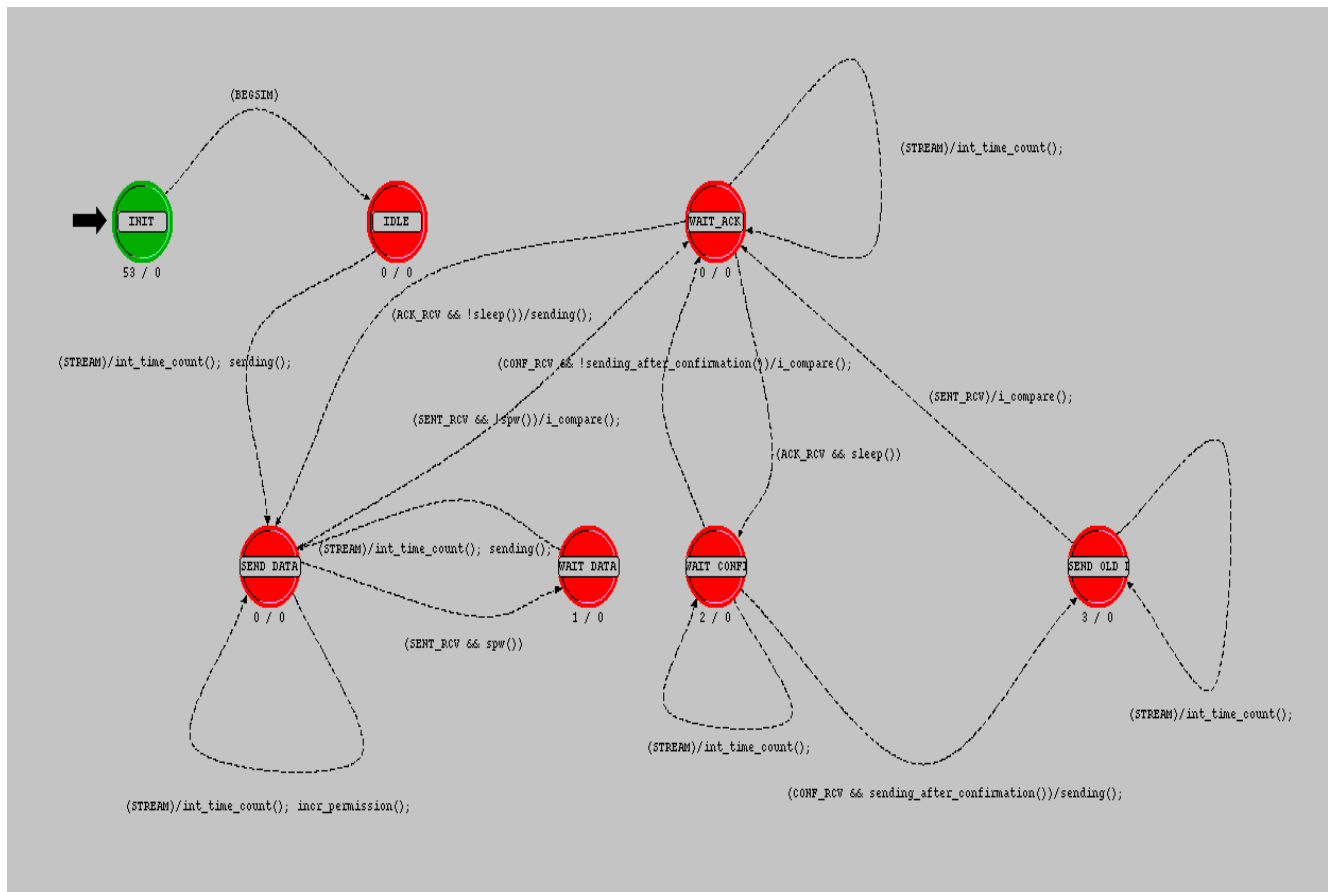 (BEGSIM)
(STREAM)/int_time_count();
INIT
IDLE
WAIT_ACK
53 / 0
0 / 0
0 / 0
(ACK_RCV && !sleep())/sending();
(STREAM)/int_time_count(); sending();
(CONF_RCV && !sending_after_confirmation())/i_compare();
(SENT_RCV)/i_compare();
(SENT_RCV && !spw())/i_compare();
(ACK_RCV && sleep())
(STREAM)/int_time_count(); sending();
SEND DATA
WAIT DATA
WAIT CONFI
SEND OLD I
0 / 0
1 / 0
2 / 0
3 / 0
(SENT_RCV && spw())
(STREAM)/int_time_count();
(STREAM)/int_time_count();
(CONF_RCV && sending_after_confirmation())/sending();
(STREAM)/int_time_count(); incr_permission();